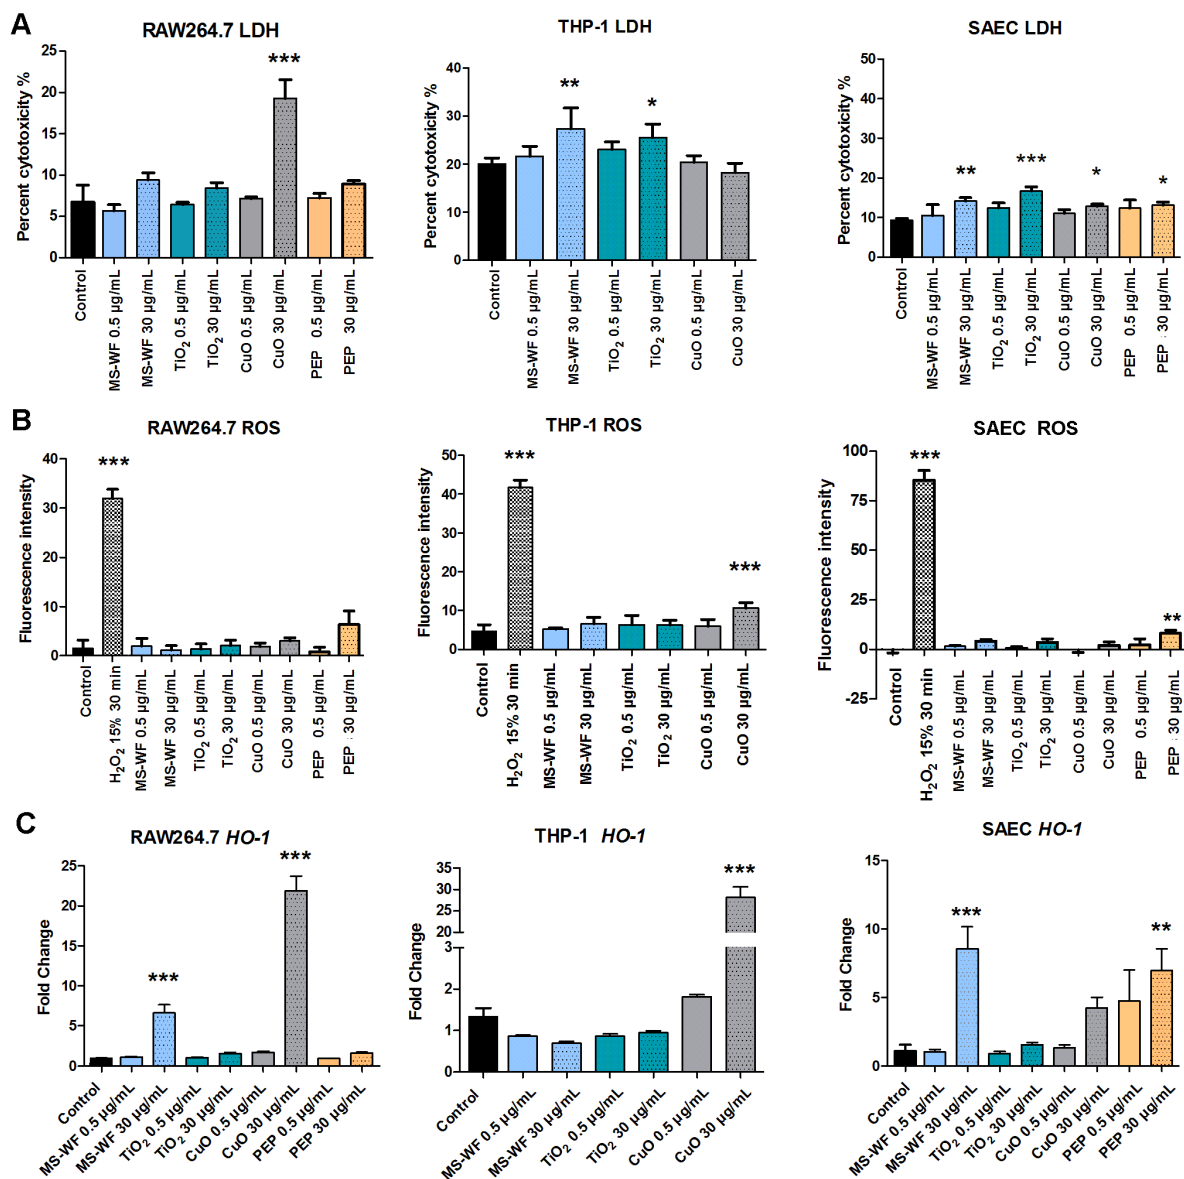 A
RAW264.7 LDH
Percent cytotoxicity %
25
20
15
10
5
0
***
Control
MS-WF 0.5 µg/mL
MS-WF 30 µg/mL
TiO2 0.5 µg/mL
TiO2 30 µg/mL
CuO 0.5 µg/mL
CuO 30 µg/mL
PEP 0.5 µg/mL
PEP 30 µg/mL
THP-1 LDH
Percent cytotoxicity %
40
30
20
10
0
**
*
Control
MS-WF 0.5 µg/mL
MS-WF 30 µg/mL
TiO2 0.5 µg/mL
TiO2 30 µg/mL
CuO 0.5 µg/mL
CuO 30 µg/mL
SAEC LDH
Percent cytotoxicity %
50
40
30
20
10
0
**
***
*
*
Control
MS-WF 0.5 µg/mL
MS-WF 30 µg/mL
TiO2 0.5 µg/mL
TiO2 30 µg/mL
CuO 0.5 µg/mL
CuO 30 µg/mL
PEP 0.5 µg/mL
PEP 30 µg/mL
B
RAW264.7 ROS
Fluorescence intensity
40
30
20
10
0
***
Control
H2O2 15% 30 min
MS-WF 0.5 µg/mL
MS-WF 30 µg/mL
TiO2 0.5 µg/mL
TiO2 30 µg/mL
CuO 0.5 µg/mL
CuO 30 µg/mL
PEP 0.5 µg/mL
PEP 30 µg/mL
THP-1 ROS
Fluorescence intensity
50
40
30
20
10
0
***
***
Control
H2O2 15% 30 min
MS-WF 0.5 µg/mL
MS-WF 30 µg/mL
TiO2 0.5 µg/mL
TiO2 30 µg/mL
CuO 0.5 µg/mL
CuO 30 µg/mL
SAEC ROS
Fluorescence intensity
100
75
50
25
0
-25
***
**
Control
H2O2 15% 30 min
MS-WF 0.5 µg/mL
MS-WF 30 µg/mL
TiO2 0.5 µg/mL
TiO2 30 µg/mL
CuO 0.5 µg/mL
CuO 30 µg/mL
PEP 0.5 µg/mL
PEP 30 µg/mL
C
RAW264.7 HO-1
Fold Change
25
20
15
10
5
0
***
***
Control
MS-WF 0.5 µg/mL
MS-WF 30 µg/mL
TiO2 0.5 µg/mL
TiO2 30 µg/mL
CuO 0.5 µg/mL
CuO 30 µg/mL
PEP 0.5 µg/mL
PEP 30 µg/mL
THP-1 HO-1
Fold Change
35
30
25
20
3
2
1
0
***
Control
MS-WF 0.5 µg/mL
MS-WF 30 µg/mL
TiO2 0.5 µg/mL
TiO2 30 µg/mL
CuO 0.5 µg/mL
CuO 30 µg/mL
SAEC HO-1
Fold Change
15
10
5
0
***
**
Control
MS-WF 0.5 µg/mL
MS-WF 30 µg/mL
TiO2 0.5 µg/mL
TiO2 30 µg/mL
CuO 0.5 µg/mL
CuO 30 µg/mL
PEP 0.5 µg/mL
PEP 30 µg/mL